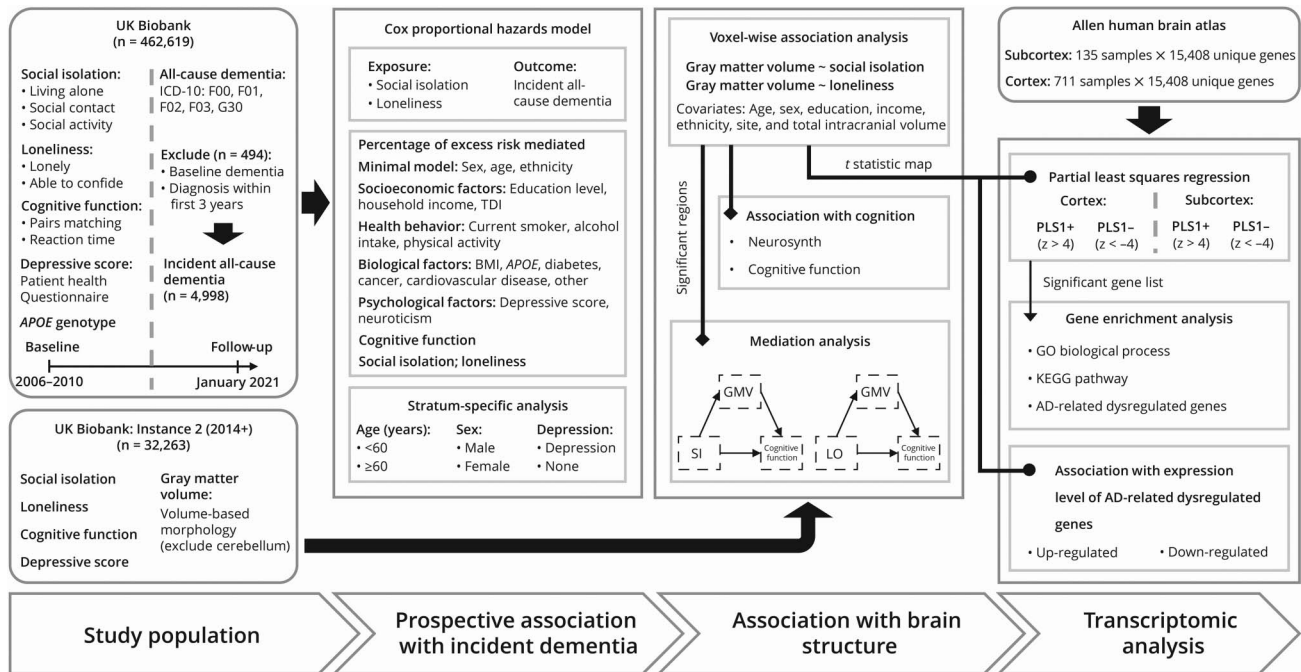 UK Biobank
(n = 462,619)
Social isolation:
• Living alone
• Social contact
• Social activity
Loneliness:
• Lonely
• Able to confide
Cognitive function:
• Pairs matching
• Reaction time
Depressive score:
Patient health
Questionnaire
APOE genotype
All-cause dementia:
ICD-10: F00, F01,
F02, F03, G30
Exclude (n = 494):
• Baseline dementia
• Diagnosis within
first 3 years
Incident all-cause
dementia
(n = 4,998)
Baseline
Follow-up
2006–2010
January 2021
UK Biobank: Instance 2 (2014+)
(n = 32,263)
Social isolation
Loneliness
Cognitive function
Depressive score
Gray matter
volume:
Volume-based
morphology
(exclude cerebellum)
Cox proportional hazards model
Exposure:
• Social isolation
• Loneliness
Outcome:
Incident all-
cause dementia
Percentage of excess risk mediated
Minimal model: Sex, age, ethnicity
Socioeconomic factors: Education level,
household income, TDI
Health behavior: Current smoker, alcohol
intake, physical activity
Biological factors: BMI, APOE, diabetes,
cancer, cardiovascular disease, other
Psychological factors: Depressive score,
neuroticism
Cognitive function
Social isolation; loneliness
Stratum-specific analysis
Age (years):
• <60
• ≥60
Sex:
• Male
• Female
Depression:
• Depression
• None
Voxel-wise association analysis
Gray matter volume ~ social isolation
Gray matter volume ~ loneliness
Covariates: Age, sex, education, income,
ethnicity, site, and total intracranial volume
t statistic map
Significant regions
Association with cognition
• Neurosynth
• Cognitive function
Mediation analysis
GMV
SI
Cognitive
function
GMV
LO
Cognitive
function
Allen human brain atlas
Subcortex: 135 samples × 15,408 unique genes
Cortex: 711 samples × 15,408 unique genes
Partial least squares regression
Cortex:
PLS1+ PLS1–
(z > 4) (z < –4)
Subcortex:
PLS1+ PLS1–
(z > 4) (z < –4)
Significant gene list
Gene enrichment analysis
• GO biological process
• KEGG pathway
• AD-related dysregulated genes
Association with expression
level of AD-related dysregulated
genes
• Up-regulated • Down-regulated
Study population
Prospective association
with incident dementia
Association with brain
structure
Transcriptomic
analysis